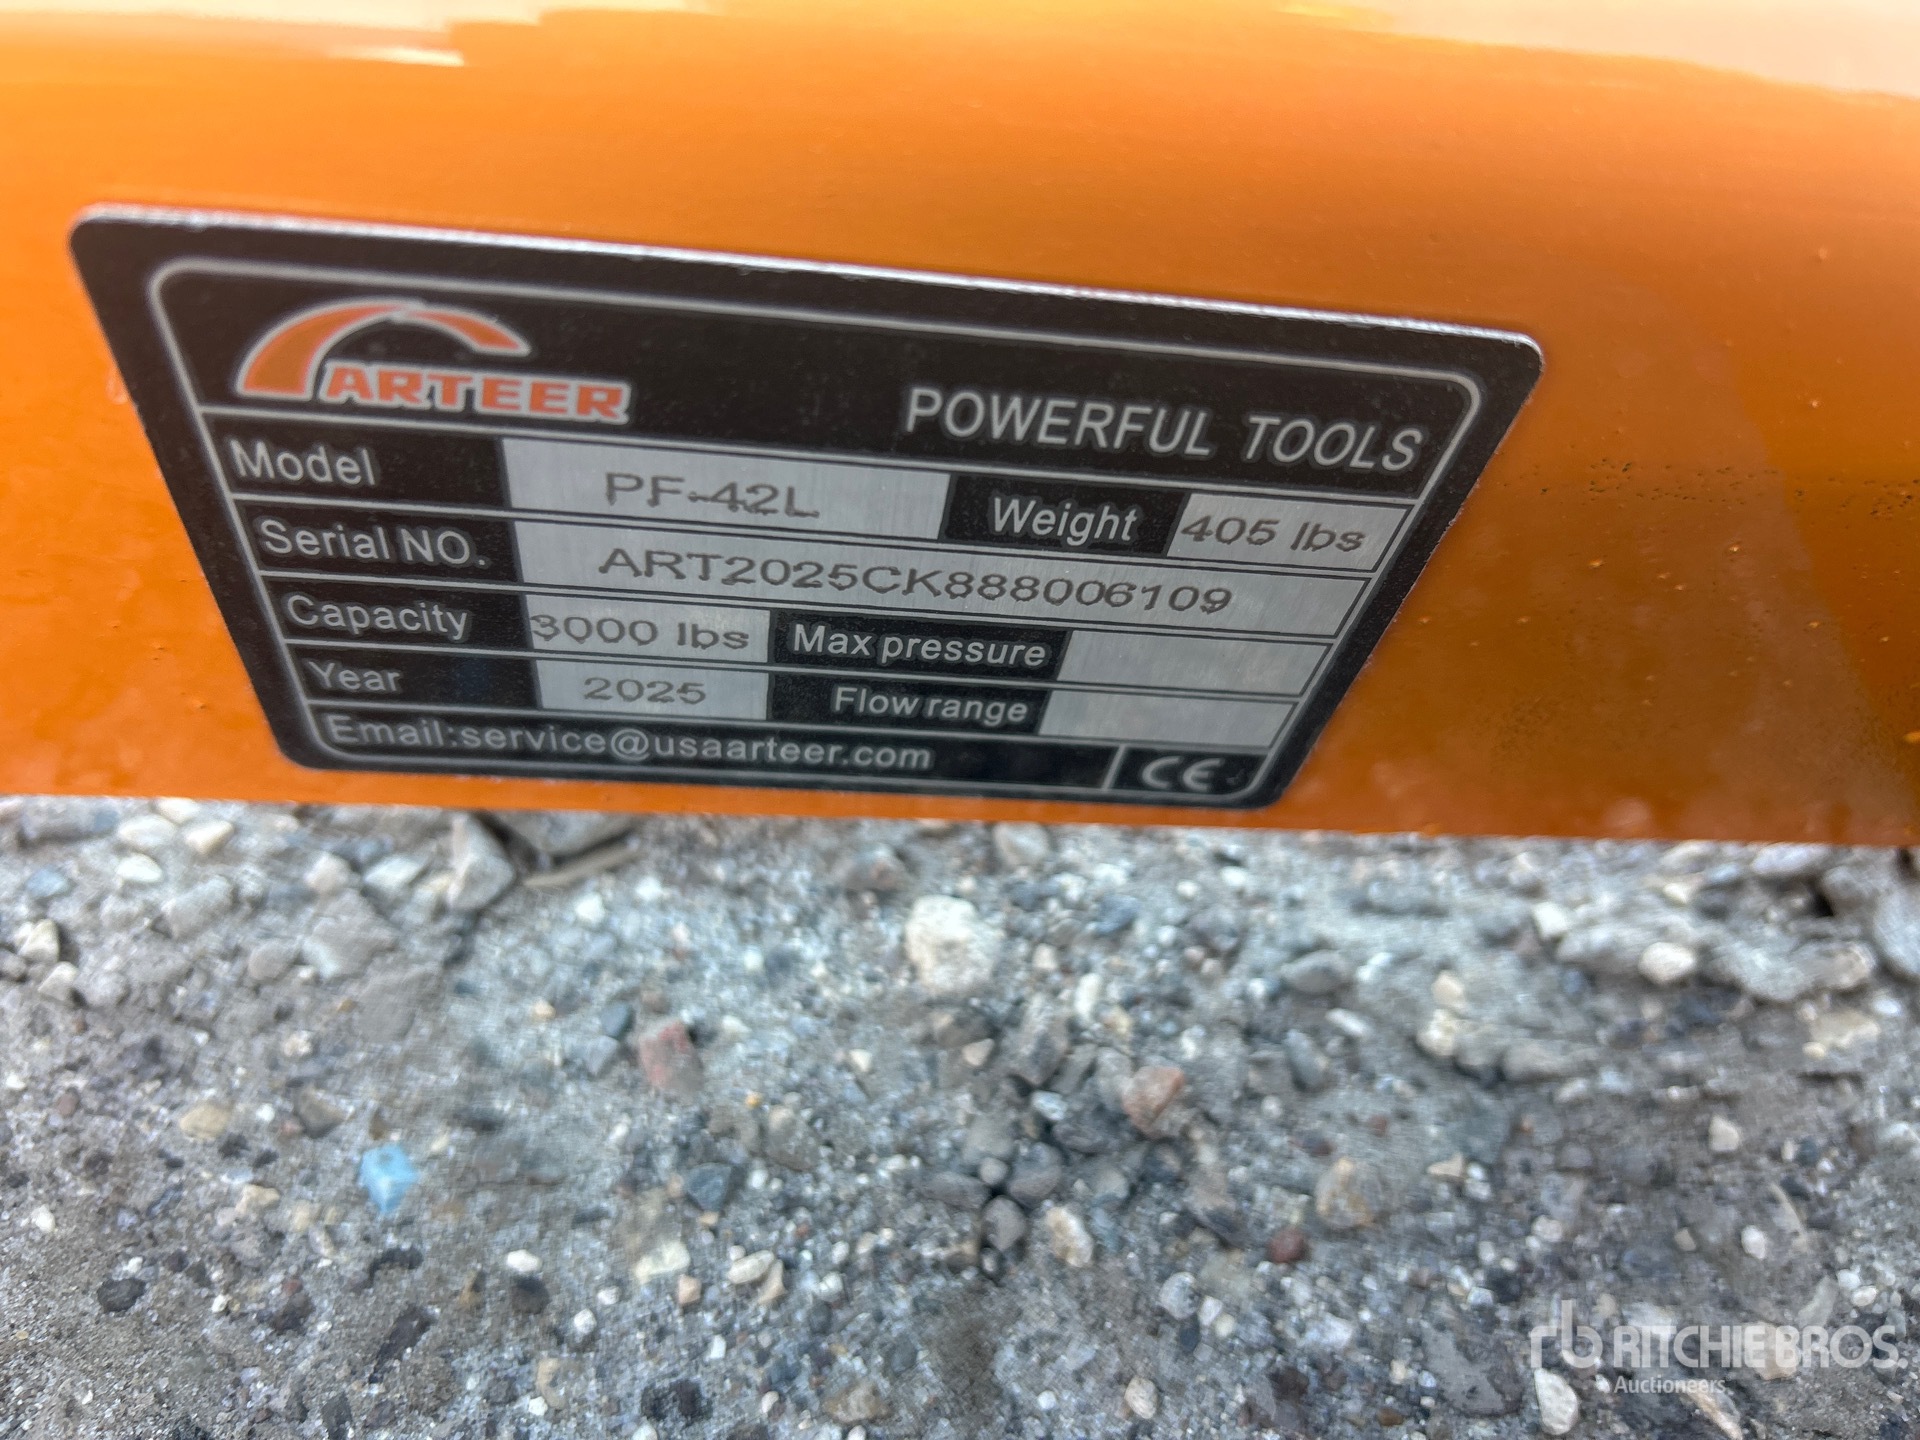 ARTEER POWERFUL TOOLS
Model PF-42L Weight 405 lbs
Serial NO. ART2025CK888006109
Capacity 3000 lbs Max pressure
Year 2025 Flow range
Email:service@usaarteer.com CE
rb RITCHIE BROS.
Auctioneers